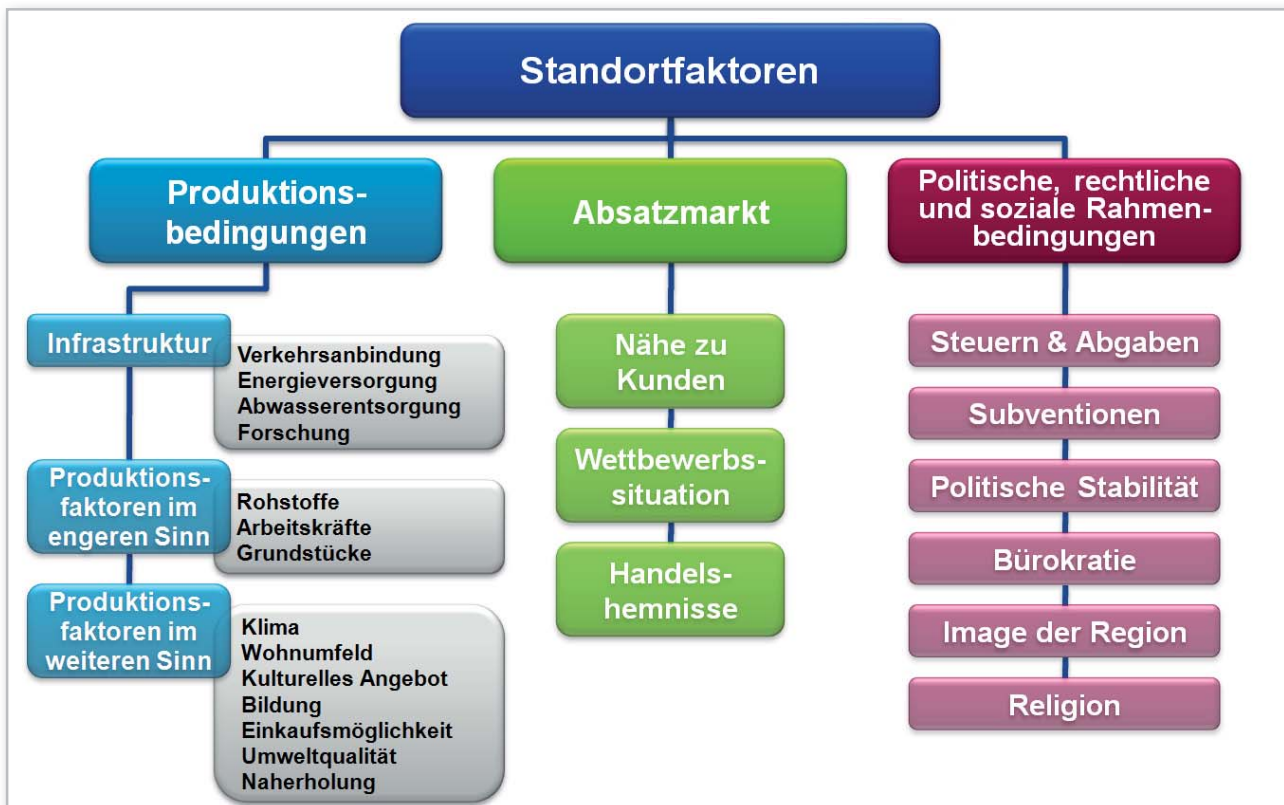 Standortfaktoren
Produktions-
bedingungen
Infrastruktur
Verkehrsanbindung
Energieversorgung
Abwasserentsorgung
Forschung
Produktions-
faktoren im
engeren Sinn
Rohstoffe
Arbeitskräfte
Grundstücke
Produktions-
faktoren im
weiteren Sinn
Klima
Wohnumfeld
Kulturelles Angebot
Bildung
Einkaufsmöglichkeit
Umweltqualität
Naherholung
Absatzmarkt
Nähe zu
Kunden
Wettbewerbs-
situation
Handels-
hemnisse
Politische, rechtliche
und soziale Rahmen-
bedingungen
Steuern & Abgaben
Subventionen
Politische Stabilität
Bürokratie
Image der Region
Religion